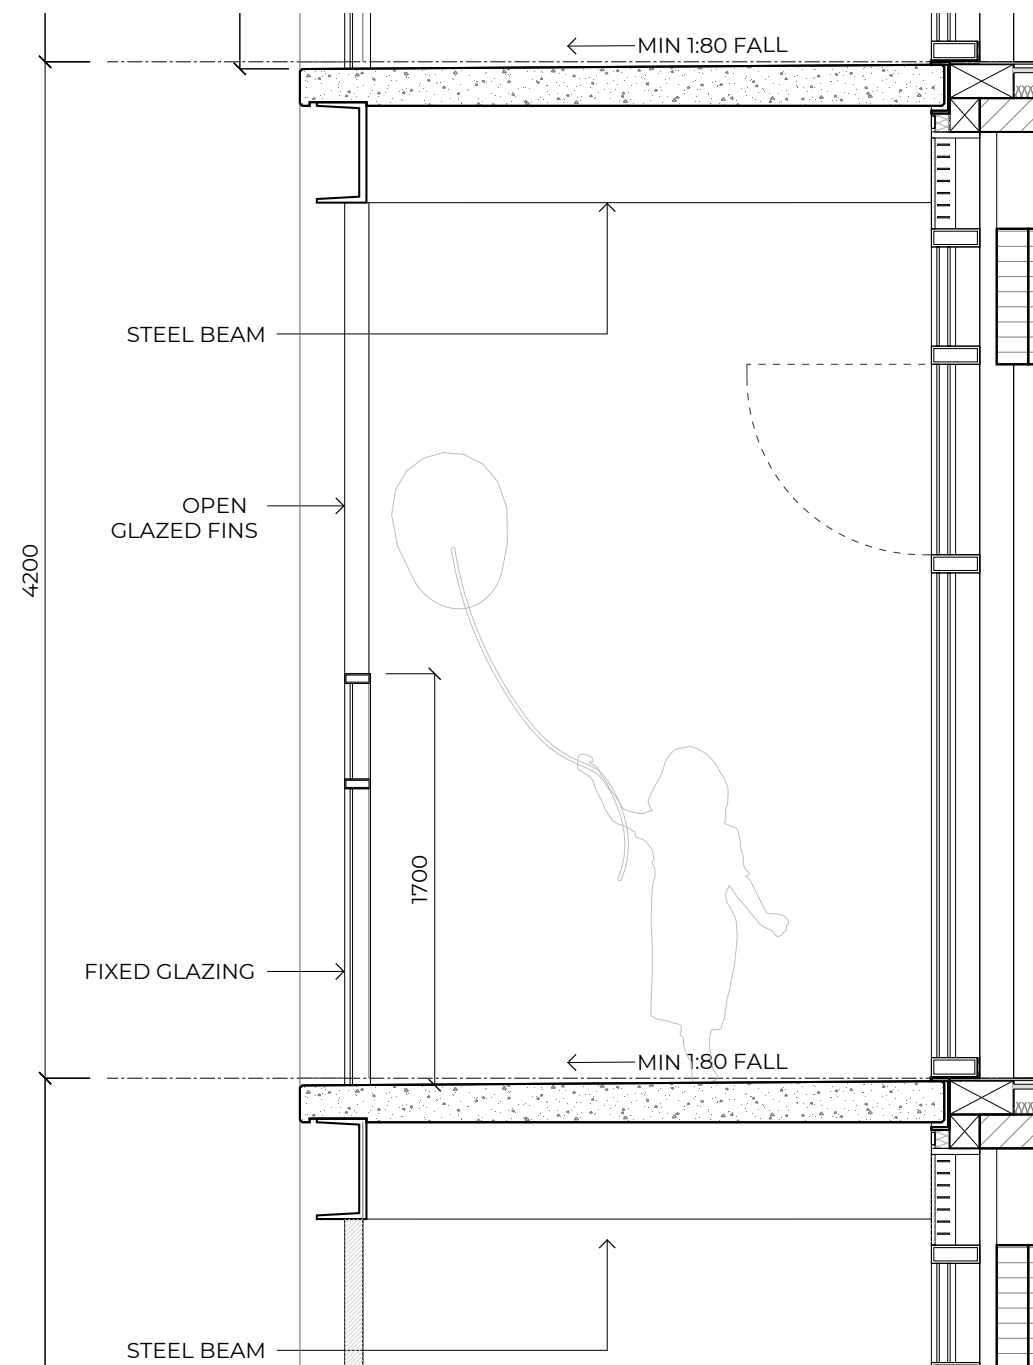 MIN 1:80 FALL
STEEL BEAM
OPEN
GLAZED FINS
4200
1700
FIXED GLAZING
MIN 1:80 FALL
STEEL BEAM